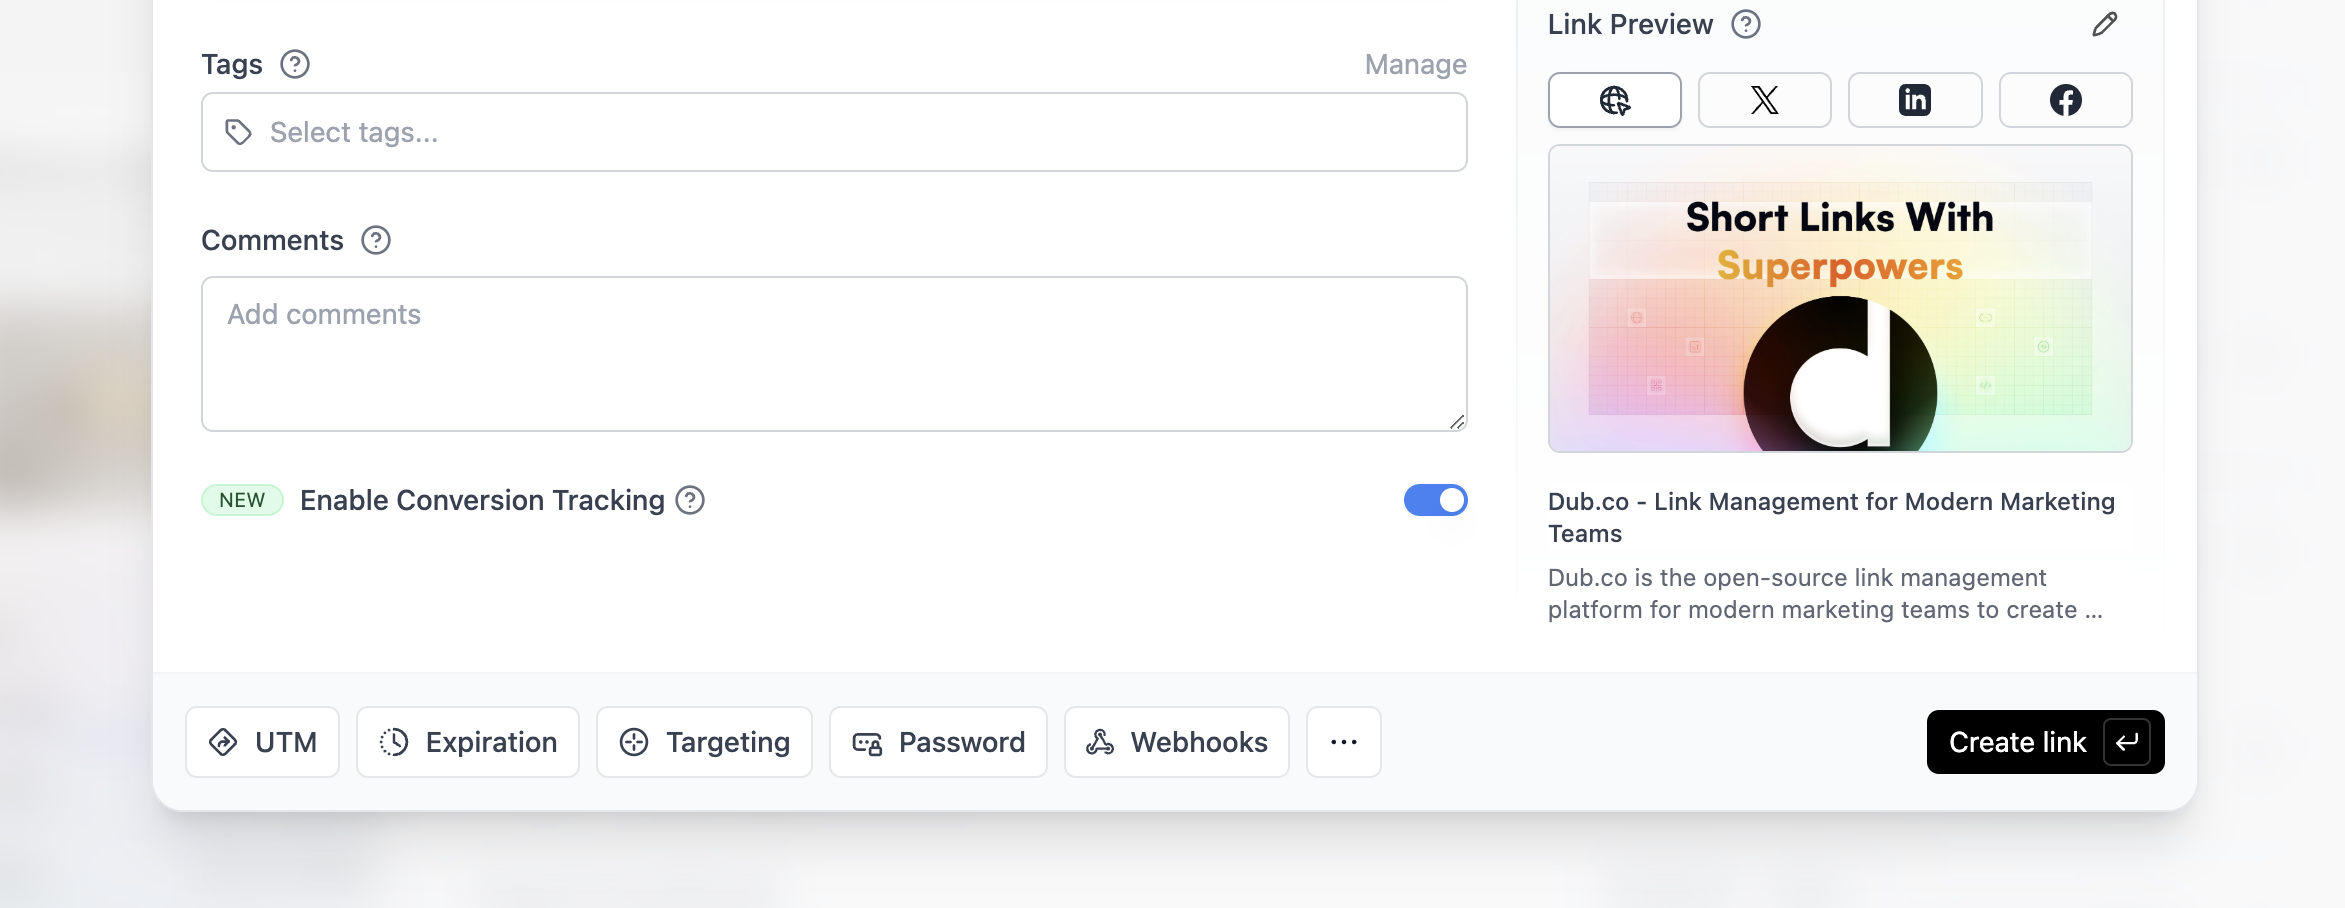 Tags
Manage
Select tags...
Comments
Add comments
NEW Enable Conversion Tracking
Link Preview
Short Links With
Superpowers
Dub.co - Link Management for Modern Marketing
Teams
Dub.co is the open-source link management
platform for modern marketing teams to create ...
UTM
Expiration
Targeting
Password
Webhooks
Create link